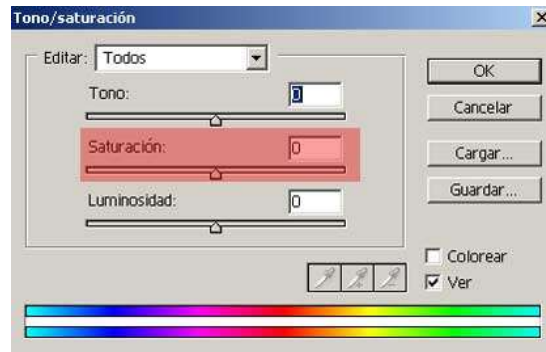 Tono/saturación
Editar: Todos
OK
Tono: 0
Cancelar
Saturación: 0
Cargar...
Luminosidad: 0
Guardar...
Colorear
Ver